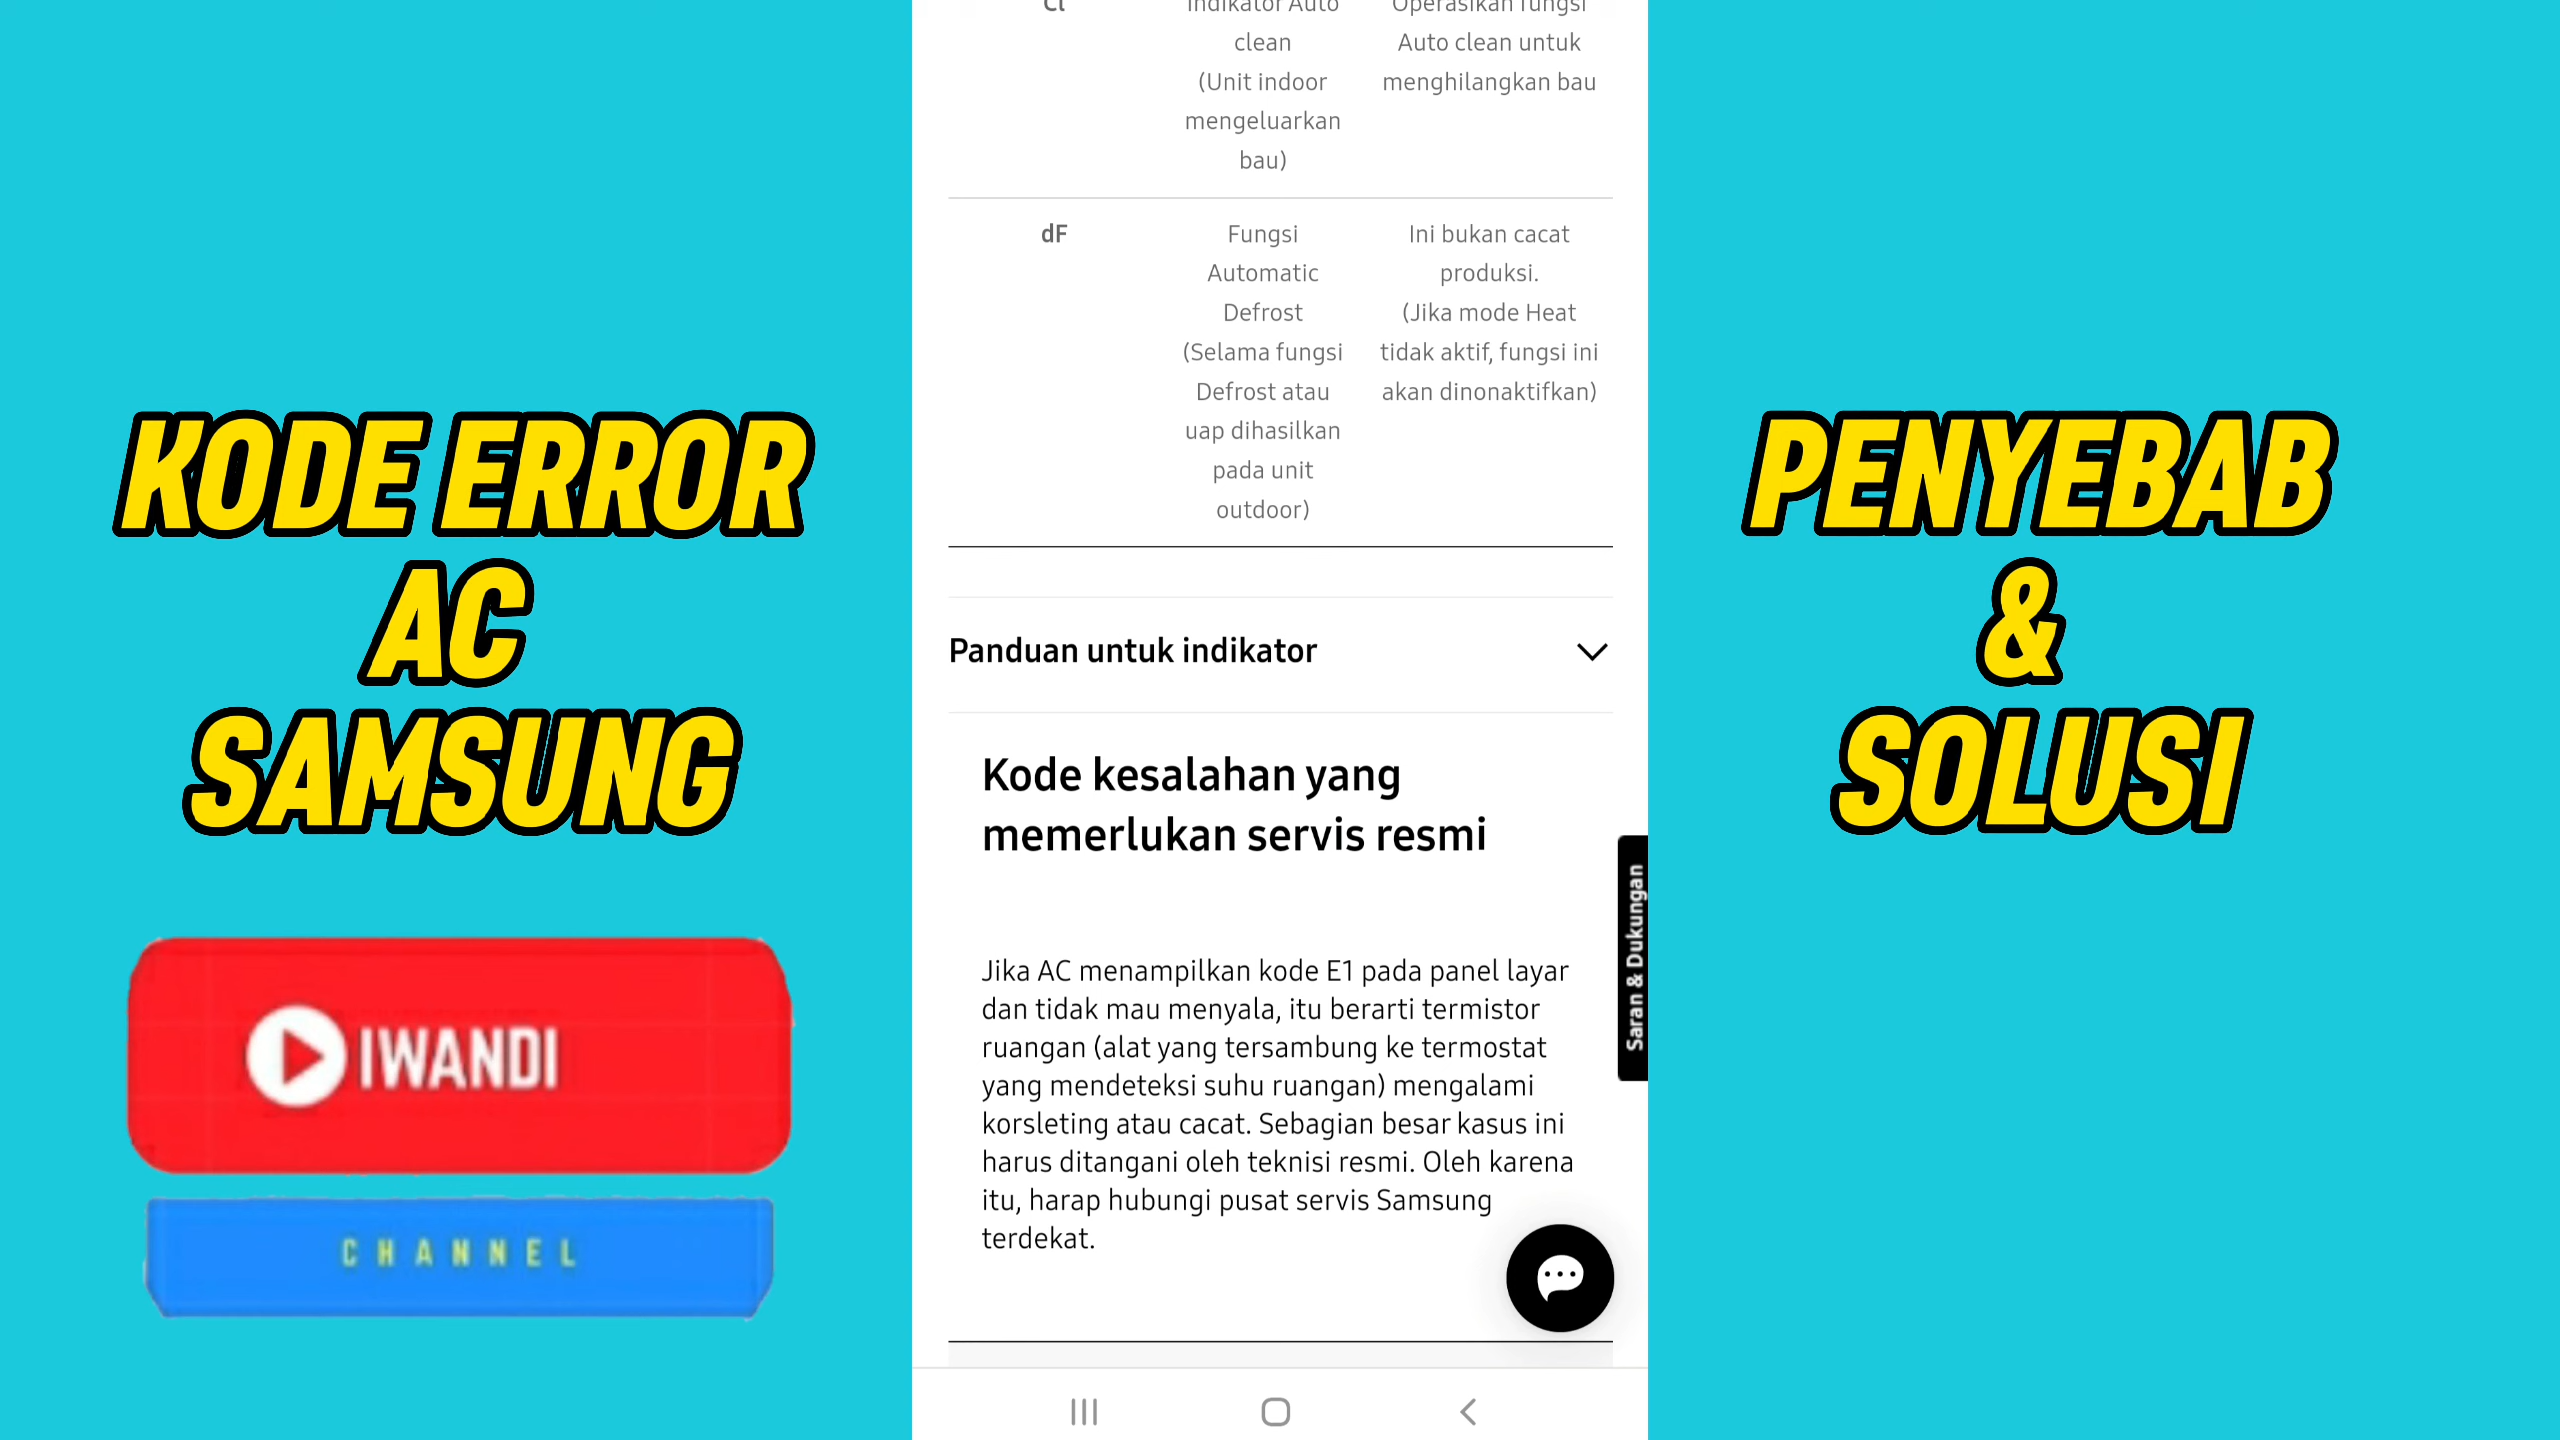 KODE ERROR
AC
SAMSUNG
IWANDI
CHANNEL
Cl
Indikator Auto
clean
(Unit indoor
mengeluarkan
bau)
Operasikan fungsi
Auto clean untuk
menghilangkan bau
dF
Fungsi
Automatic
Defrost
(Selama fungsi
Defrost atau
uap dihasilkan
pada unit
outdoor)
Ini bukan cacat
produksi.
(Jika mode Heat
tidak aktif, fungsi ini
akan dinonaktifkan)
Panduan untuk indikator
Kode kesalahan yang
memerlukan servis resmi
Jika AC menampilkan kode E1 pada panel layar
dan tidak mau menyala, itu berarti termistor
ruangan (alat yang tersambung ke termostat
yang mendeteksi suhu ruangan) mengalami
korsleting atau cacat. Sebagian besar kasus ini
harus ditangani oleh teknisi resmi. Oleh karena
itu, harap hubungi pusat servis Samsung
terdekat.
Saran & Dukungan
PENYEBAB
&
SOLUSI